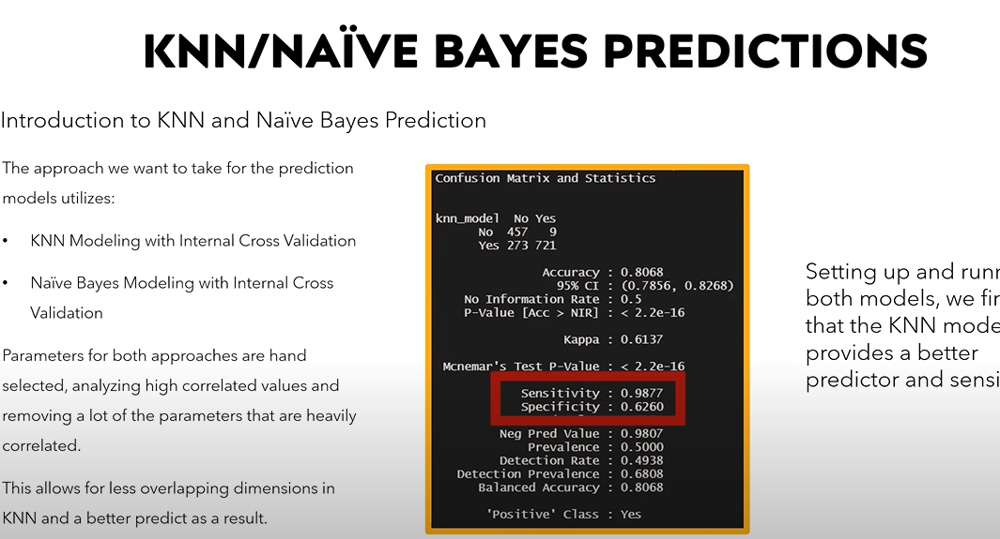 KNN/NAÏVE BAYES PREDICTIONS
Introduction to KNN and Naïve Bayes Prediction
The approach we want to take for the prediction
models utilizes:
• KNN Modeling with Internal Cross Validation
• Naïve Bayes Modeling with Internal Cross
Validation
Parameters for both approaches are hand
selected, analyzing high correlated values and
removing a lot of the parameters that are heavily
correlated.
This allows for less overlapping dimensions in
KNN and a better predict as a result.
Confusion Matrix and Statistics
knn_model No Yes
No 457 9
Yes 273 721
Accuracy : 0.8068
95% CI : (0.7856, 0.8268)
No Information Rate : 0.5
P-Value [Acc > NIR] : < 2.2e-16
Kappa : 0.6137
Mcnemar's Test P-Value : < 2.2e-16
Sensitivity : 0.9877
Specificity : 0.6260
Neg Pred Value : 0.9807
Prevalence : 0.5000
Detection Rate : 0.4938
Detection Prevalence : 0.6808
Balanced Accuracy : 0.8068
'Positive' Class : Yes
Setting up and
both models, we
that the KNN
provides a better
predictor and